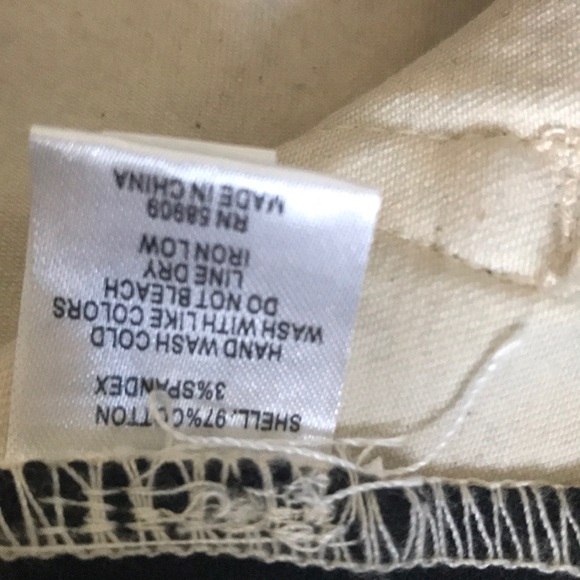 SHELL: 97%COTTON
3%SPANDEX
HAND WASH COLD
WASH WITH LIKE COLORS
DO NOT BLEACH
LINE DRY
IRON LOW
RN 58909
MADE IN CHINA